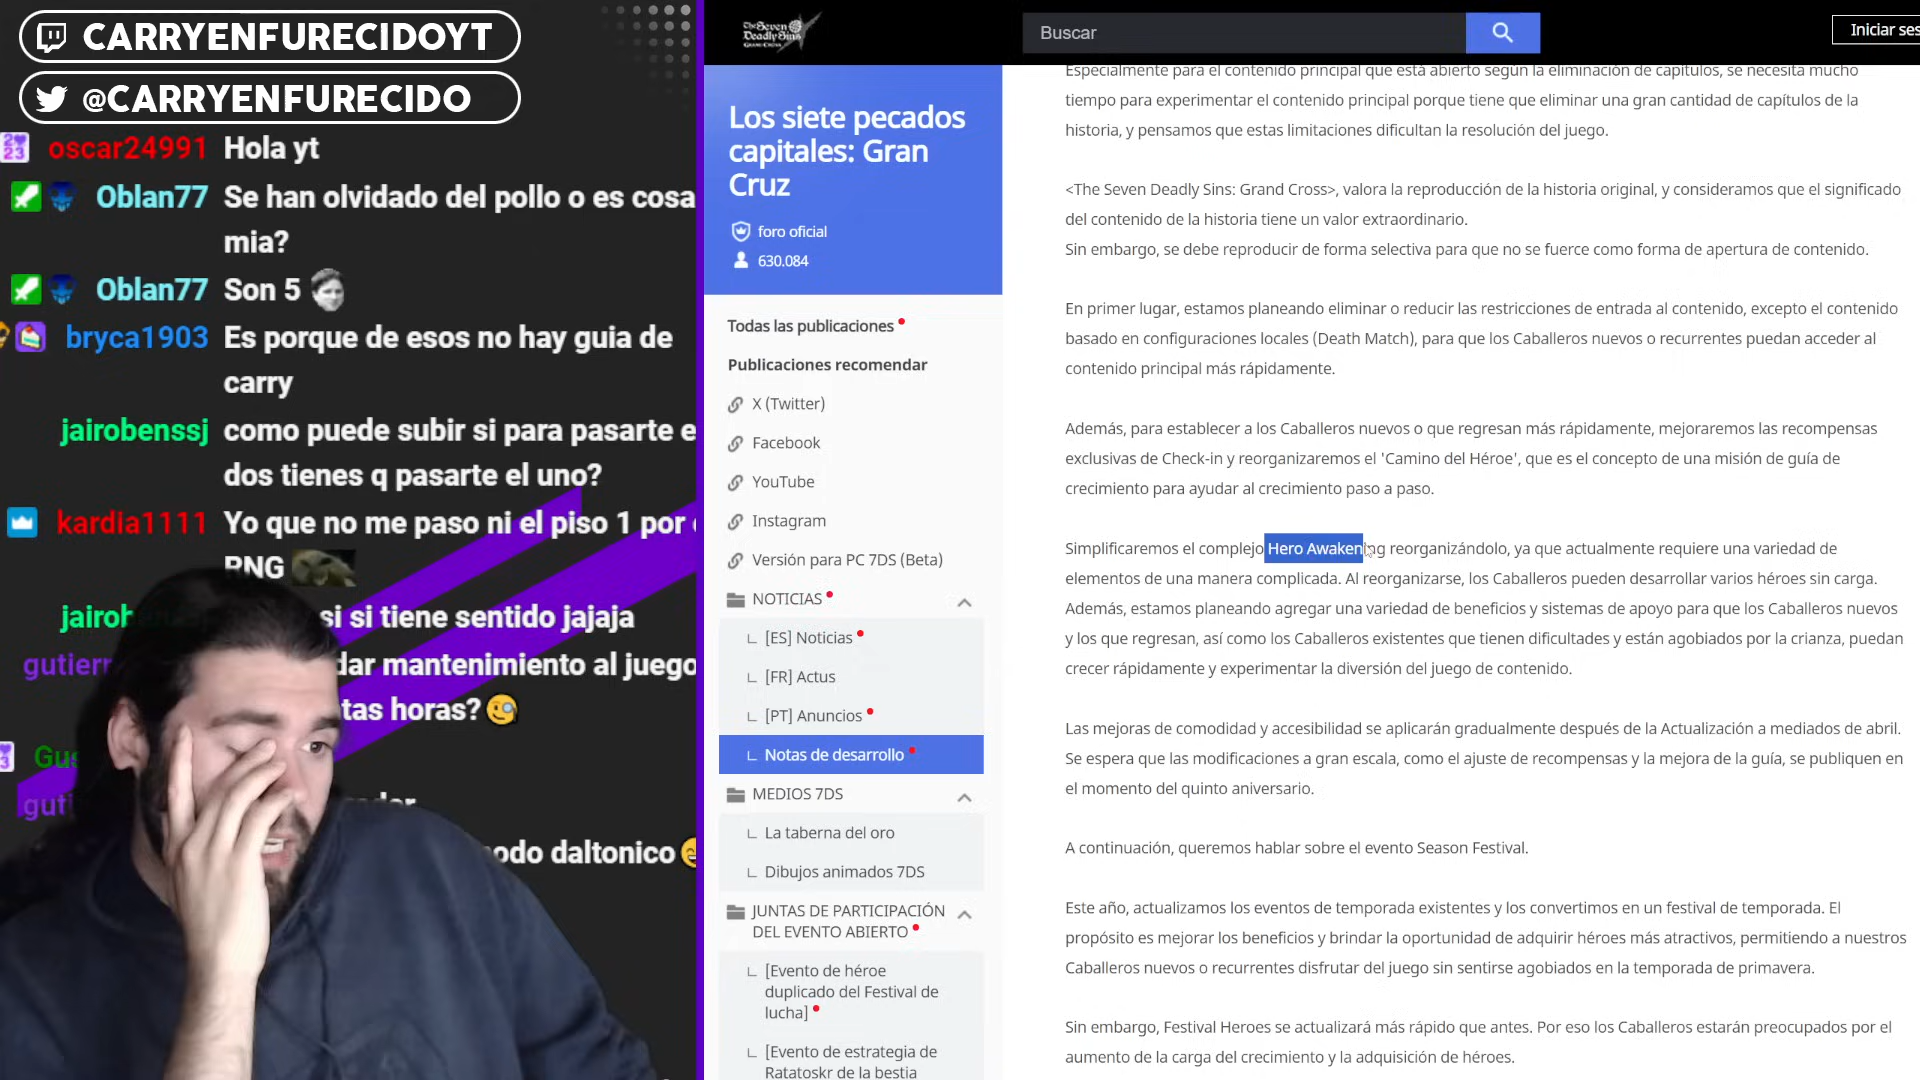 CARRYENFURECIDOYT
@CARRYENFURECIDO
oscar24991 Hola yt
Oblan77 Se han olvidado del pollo o es cosa
mia?
Oblan77 Son 5
bryca1903 Es porque de esos no hay guia de
carry
jairobenssj como puede subir si para pasarte e
dos tienes q pasarte el uno?
kardia1111 Yo que no me paso ni el piso 1 por
RNG
jairob si si tiene sentido jajaja
gutierr dar mantenimiento al juego
tas horas?
Gus
guti
odo daltonico
The Seven
Deadly Sins
GRAND CROSS
Buscar
Iniciar ses
Los siete pecados
capitales: Gran
Cruz
foro oficial
630.084
Todas las publicaciones
Publicaciones recomendar
X (Twitter)
Facebook
YouTube
Instagram
Versión para PC 7DS (Beta)
NOTICIAS
[ES] Noticias
[FR] Actus
[PT] Anuncios
Notas de desarrollo
MEDIOS 7DS
La taberna del oro
Dibujos animados 7DS
JUNTAS DE PARTICIPACIÓN
DEL EVENTO ABIERTO
[Evento de héroe
duplicado del Festival de
lucha]
[Evento de estrategia de
Ratatoskr de la bestia
Especialmente para el contenido principal que está abierto según la eliminación de capítulos, se necesita mucho
tiempo para experimentar el contenido principal porque tiene que eliminar una gran cantidad de capítulos de la
historia, y pensamos que estas limitaciones dificultan la resolución del juego.
<The Seven Deadly Sins: Grand Cross>, valora la reproducción de la historia original, y consideramos que el significado
del contenido de la historia tiene un valor extraordinario.
Sin embargo, se debe reproducir de forma selectiva para que no se fuerce como forma de apertura de contenido.
En primer lugar, estamos planeando eliminar o reducir las restricciones de entrada al contenido, excepto el contenido
basado en configuraciones locales (Death Match), para que los Caballeros nuevos o recurrentes puedan acceder al
contenido principal más rápidamente.
Además, para establecer a los Caballeros nuevos o que regresan más rápidamente, mejoraremos las recompensas
exclusivas de Check-in y reorganizaremos el 'Camino del Héroe', que es el concepto de una misión de guía de
crecimiento para ayudar al crecimiento paso a paso.
Simplificaremos el complejo Hero Awakening reorganizándolo, ya que actualmente requiere una variedad de
elementos de una manera complicada. Al reorganizarse, los Caballeros pueden desarrollar varios héroes sin carga.
Además, estamos planeando agregar una variedad de beneficios y sistemas de apoyo para que los Caballeros nuevos
y los que regresan, así como los Caballeros existentes que tienen dificultades y están agobiados por la crianza, puedan
crecer rápidamente y experimentar la diversión del juego de contenido.
Las mejoras de comodidad y accesibilidad se aplicarán gradualmente después de la Actualización a mediados de abril.
Se espera que las modificaciones a gran escala, como el ajuste de recompensas y la mejora de la guía, se publiquen en
el momento del quinto aniversario.
A continuación, queremos hablar sobre el evento Season Festival.
Este año, actualizamos los eventos de temporada existentes y los convertimos en un festival de temporada. El
propósito es mejorar los beneficios y brindar la oportunidad de adquirir héroes más atractivos, permitiendo a nuestros
Caballeros nuevos o recurrentes disfrutar del juego sin sentirse agobiados en la temporada de primavera.
Sin embargo, Festival Heroes se actualizará más rápido que antes. Por eso los Caballeros estarán preocupados por el
aumento de la carga del crecimiento y la adquisición de héroes.